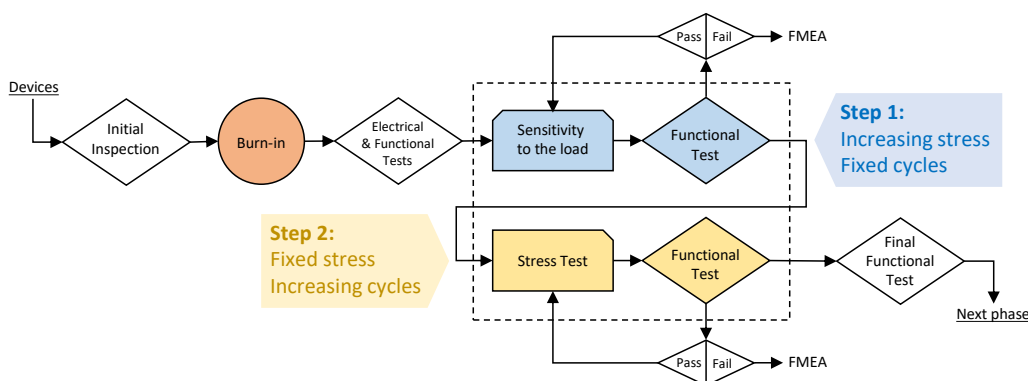 Pass
Fail
FMEA
Devices
Initial
Inspection
Burn-in
Electrical
& Functional
Tests
Sensitivity
to the load
Functional
Test
Step 1:
Increasing stress
Fixed cycles
Step 2:
Fixed stress
Increasing cycles
Stress Test
Functional
Test
Final
Functional
Test
Next phase
Pass
Fail
FMEA